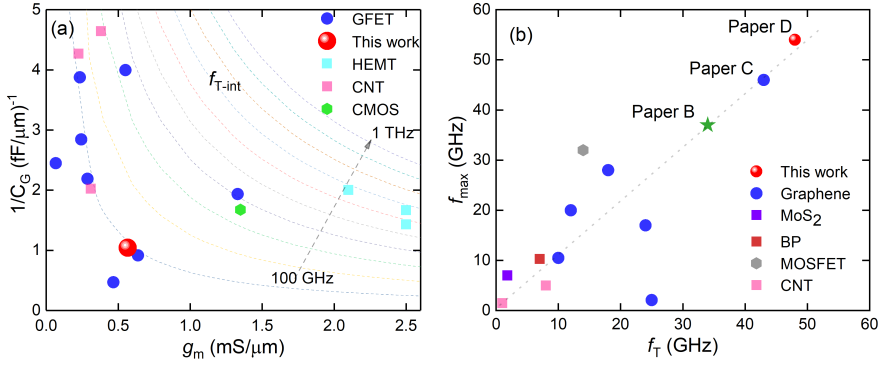 (a)
GFET
This work
HEMT
CNT
CMOS
f_T-int
1 THz
100 GHz
1/C_G (fF/μm)^-1
5
4
3
2
1
0
0.0 0.5 1.0 1.5 2.0 2.5
g_m (mS/μm)
(b)
Paper D
Paper C
Paper B
This work
Graphene
MoS_2
BP
MOSFET
CNT
f_max (GHz)
60
50
40
30
20
10
0
0 10 20 30 40 50 60
f_T (GHz)